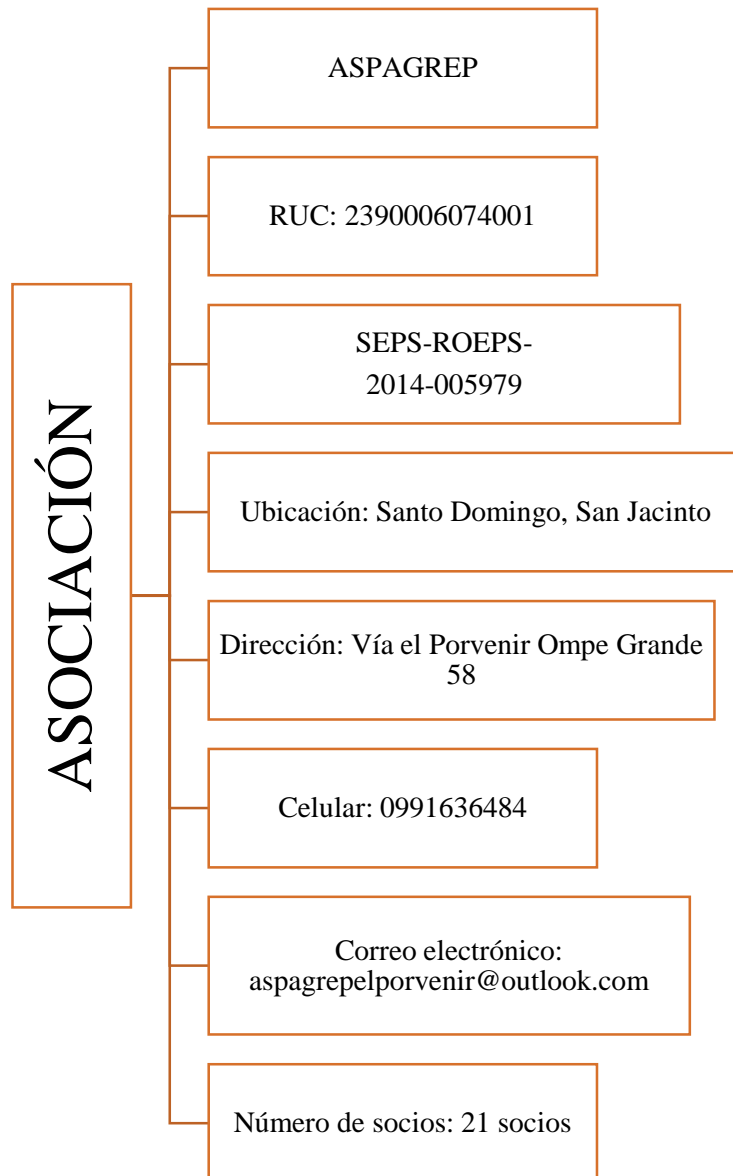 ASOCIACIÓN
ASPAGREP
RUC: 2390006074001
SEPS-ROEPS-
2014-005979
Ubicación: Santo Domingo, San Jacinto
Dirección: Vía el Porvenir Ompe Grande
58
Celular: 0991636484
Correo electrónico:
aspagrepelporvenir@outlook.com
Número de socios: 21 socios